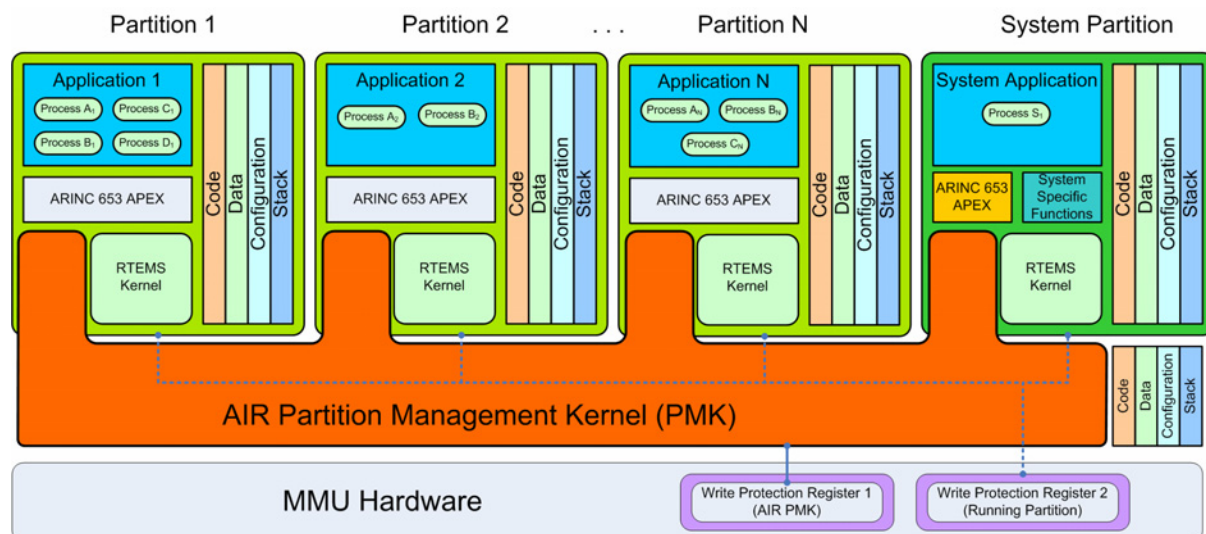 Partition 1
Partition 2
. . .
Partition N
System Partition
Application 1
Process A₁
Process C₁
Process B₁
Process D₁
ARINC 653 APEX
RTEMS
Kernel
Code
Data
Configuration
Stack
Application 2
Process A₂
Process B₂
ARINC 653 APEX
RTEMS
Kernel
Code
Data
Configuration
Stack
Application N
Process A_N
Process B_N
Process C_N
ARINC 653 APEX
RTEMS
Kernel
Code
Data
Configuration
Stack
System Application
Process S₁
ARINC 653
APEX
System
Specific
Functions
RTEMS
Kernel
Code
Data
Configuration
Stack
AIR Partition Management Kernel (PMK)
Code
Data
Configuration
Stack
MMU Hardware
Write Protection Register 1
(AIR PMK)
Write Protection Register 2
(Running Partition)